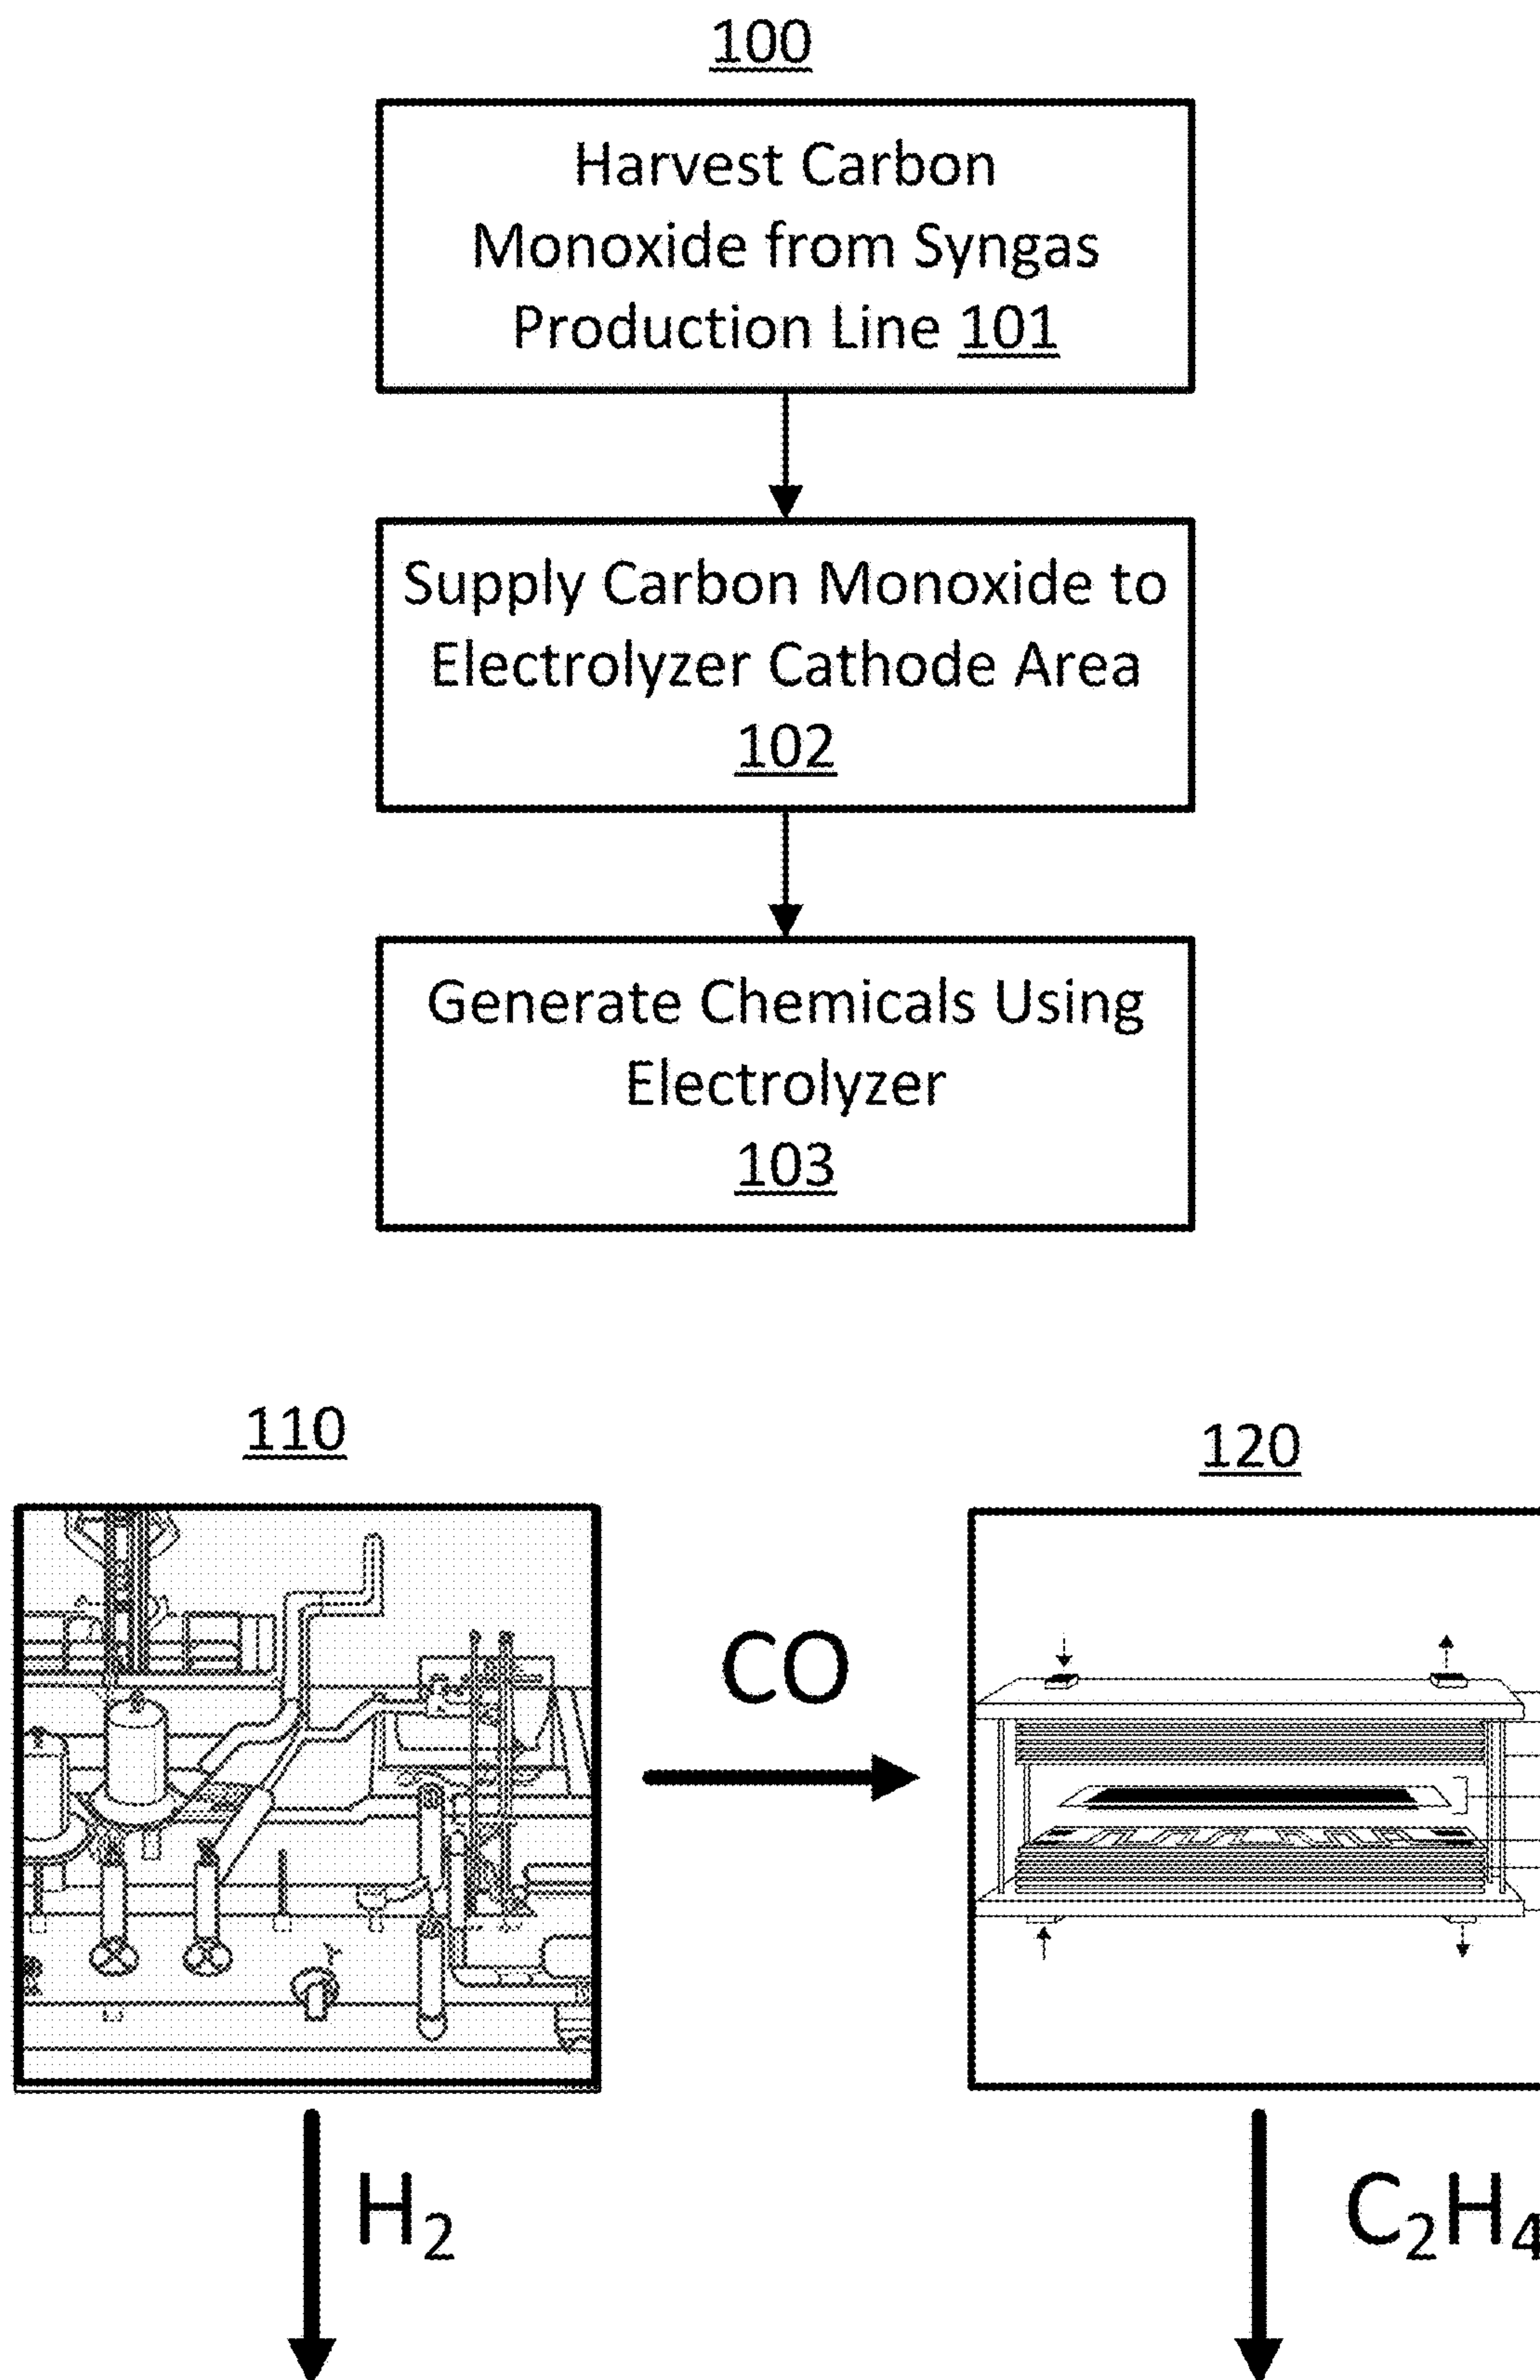 100
Harvest Carbon
Monoxide from Syngas
Production Line 101
Supply Carbon Monoxide to
Electrolyzer Cathode Area
102
Generate Chemicals Using
Electrolyzer
103
110
120
CO
H₂
C₂H₄